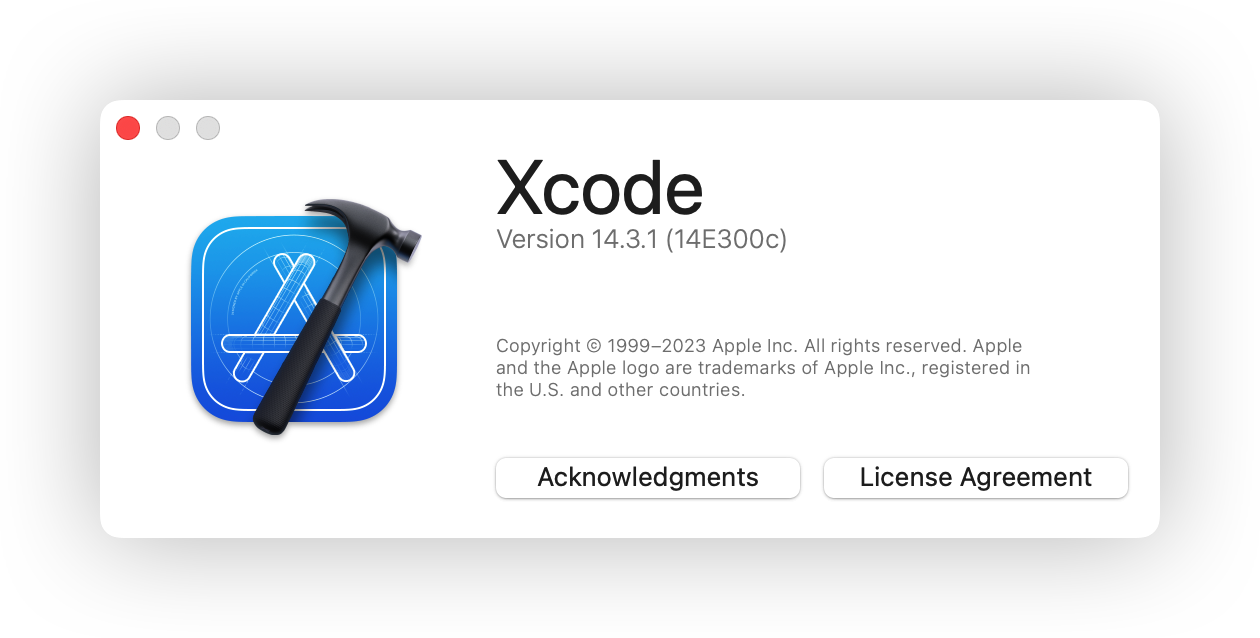 Xcode
Version 14.3.1 (14E300c)
Copyright © 1999–2023 Apple Inc. All rights reserved. Apple
and the Apple logo are trademarks of Apple Inc., registered in
the U.S. and other countries.
Acknowledgments
License Agreement